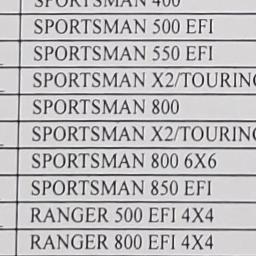 SPORTSMAN 400
SPORTSMAN 500 EFI
SPORTSMAN 550 EFI
SPORTSMAN X2/TOURING
SPORTSMAN 800
SPORTSMAN X2/TOURING
SPORTSMAN 800 6X6
SPORTSMAN 850 EFI
RANGER 500 EFI 4X4
RANGER 800 EFI 4X4